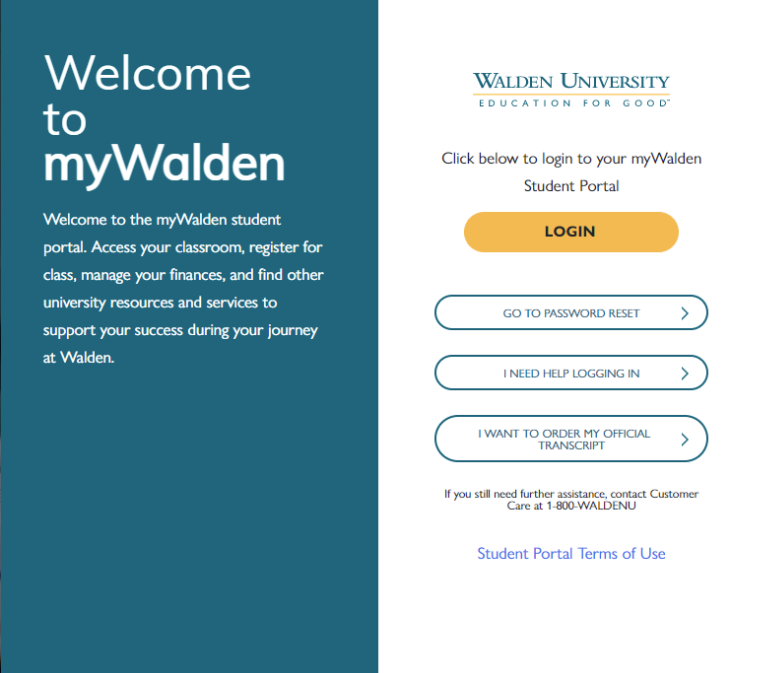 Welcome
to
myWalden
Welcome to the myWalden student
portal. Access your classroom, register for
class, manage your finances, and find other
university resources and services to
support your success during your journey
at Walden.
WALDEN UNIVERSITY
EDUCATION FOR GOOD™
Click below to login to your myWalden
Student Portal
LOGIN
GO TO PASSWORD RESET
I NEED HELP LOGGING IN
I WANT TO ORDER MY OFFICIAL
TRANSCRIPT
If you still need further assistance, contact Customer
Care at 1-800-WALDENU
Student Portal Terms of Use